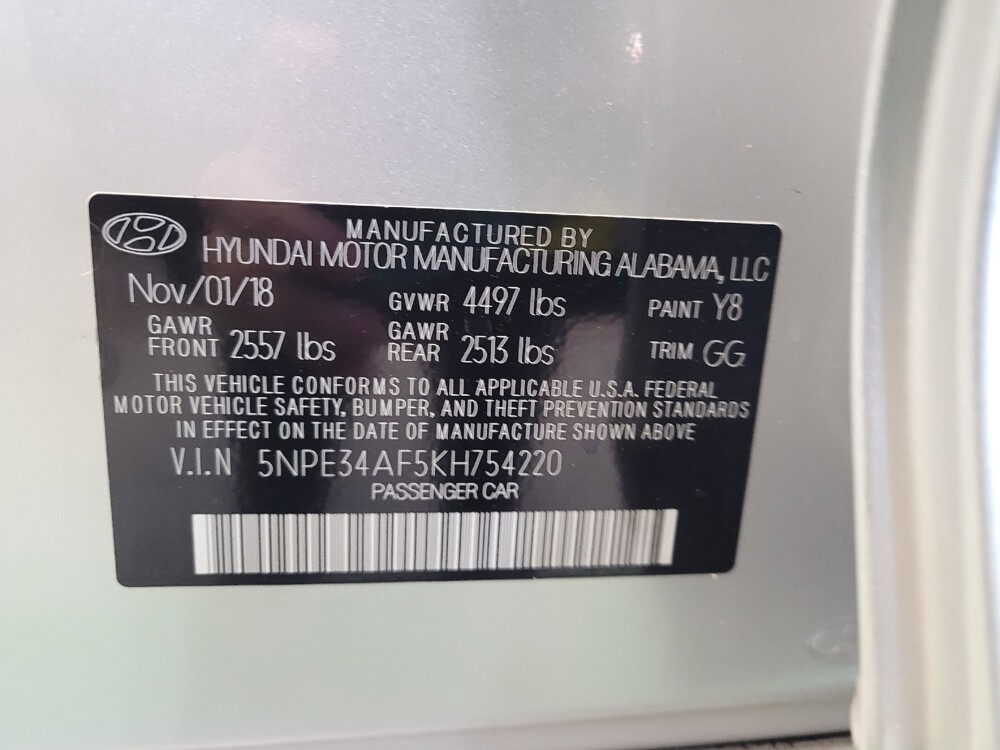 MANUFACTURED BY
HYUNDAI MOTOR MANUFACTURING ALABAMA, LLC
Nov/01/18 GVWR 4497 lbs PAINT Y8
GAWR FRONT 2557 lbs GAWR REAR 2513 lbs TRIM GG
THIS VEHICLE CONFORMS TO ALL APPLICABLE U.S.A. FEDERAL
MOTOR VEHICLE SAFETY, BUMPER, AND THEFT PREVENTION STANDARDS
IN EFFECT ON THE DATE OF MANUFACTURE SHOWN ABOVE
V.I.N 5NPE34AF5KH754220
PASSENGER CAR